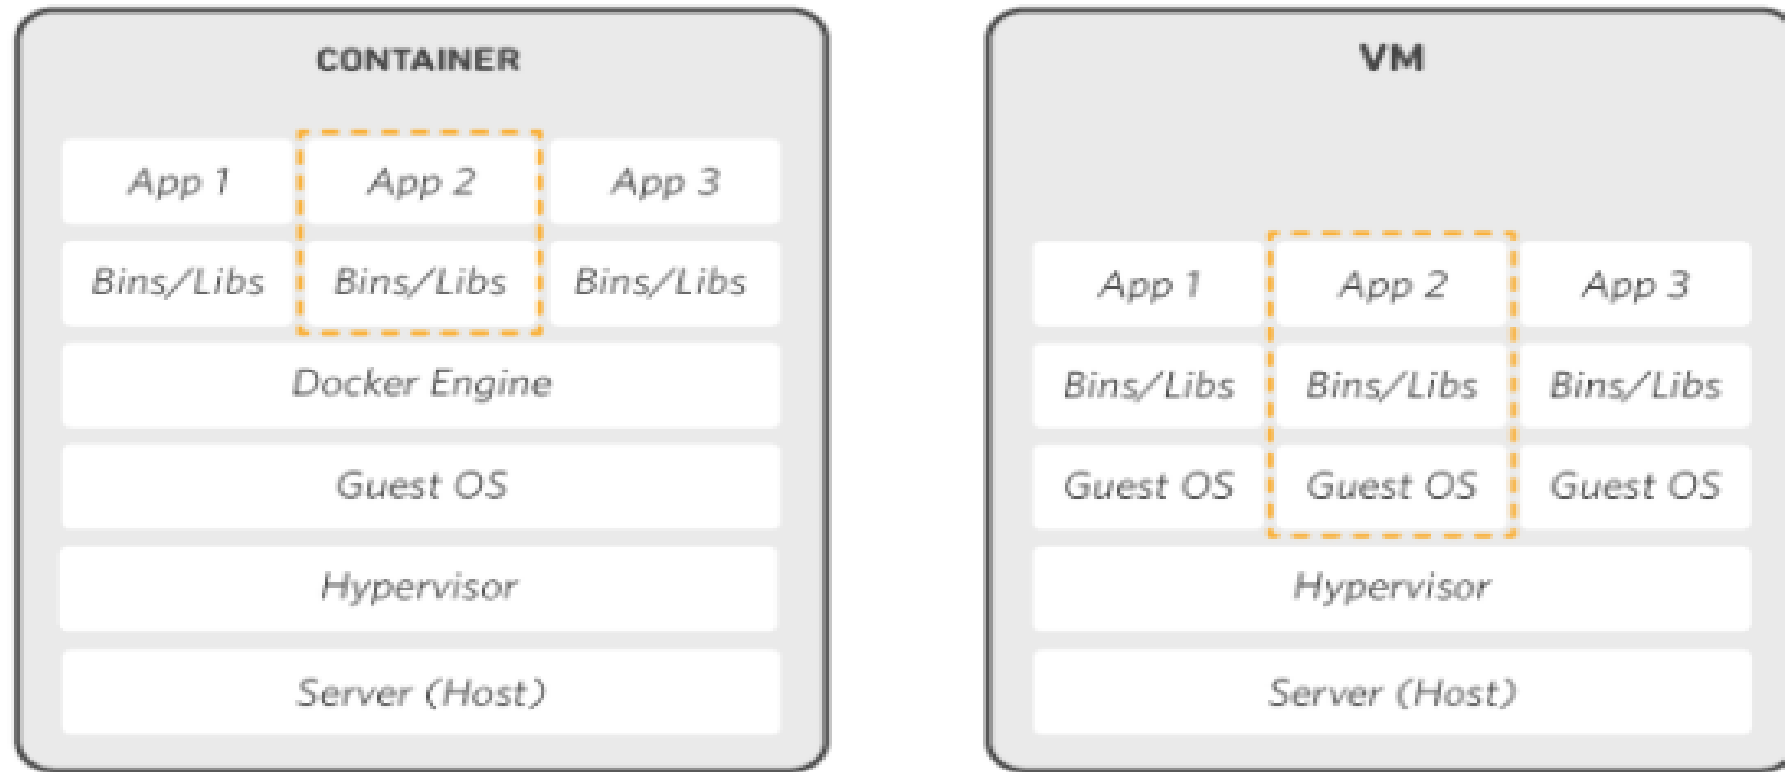 CONTAINER
App 1 App 2 App 3
Bins/Libs Bins/Libs Bins/Libs
Docker Engine
Guest OS
Hypervisor
Server (Host)
VM
App 1 App 2 App 3
Bins/Libs Bins/Libs Bins/Libs
Guest OS Guest OS Guest OS
Hypervisor
Server (Host)